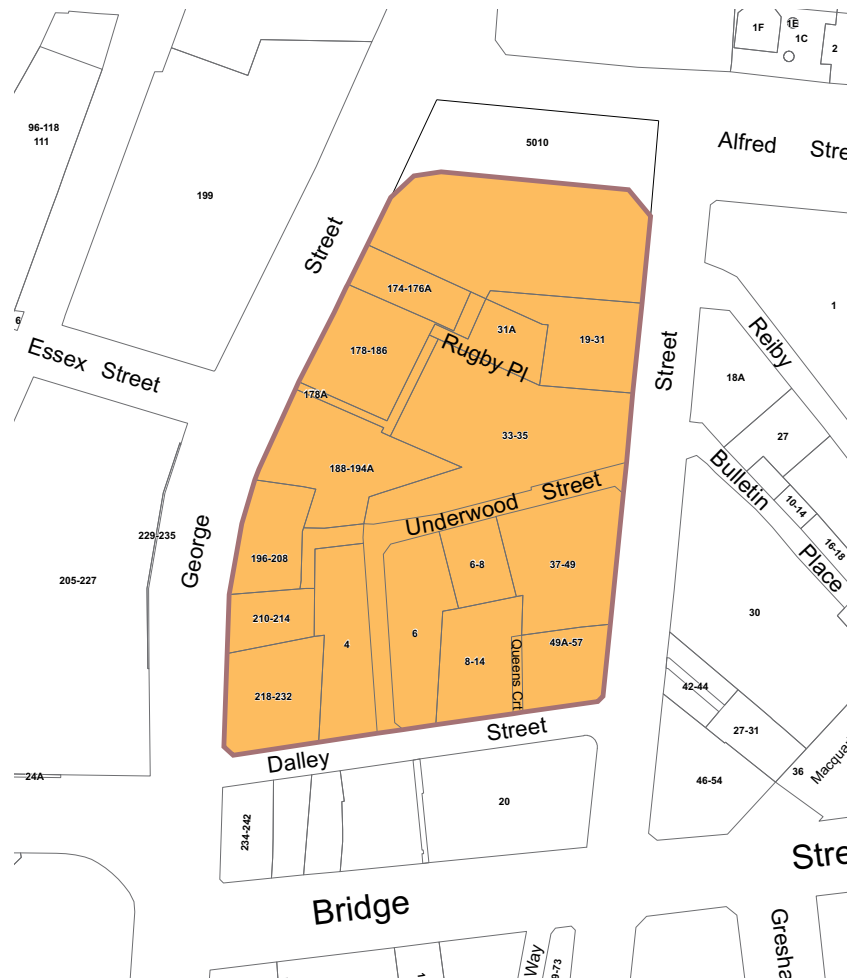 1F
1E
1C
2
96-118
111
5010
Alfred Stre
199
Street
174-176A
1
6
31A
19-31
Reiby
Essex Street
178-186
Rugby Pl
Street
18A
178A
33-35
27
188-194A
Bulletin
10-14
Underwood Street
229-235
George
16-18
196-208
6-8
37-49
Place
205-227
210-214
30
4
6
49A-57
8-14
Queens Crt
42-44
218-232
27-31
Street
Dalley
24A
36
Macqua
46-54
20
234-242
Stre
Bridge
Gresha
Way
9-73